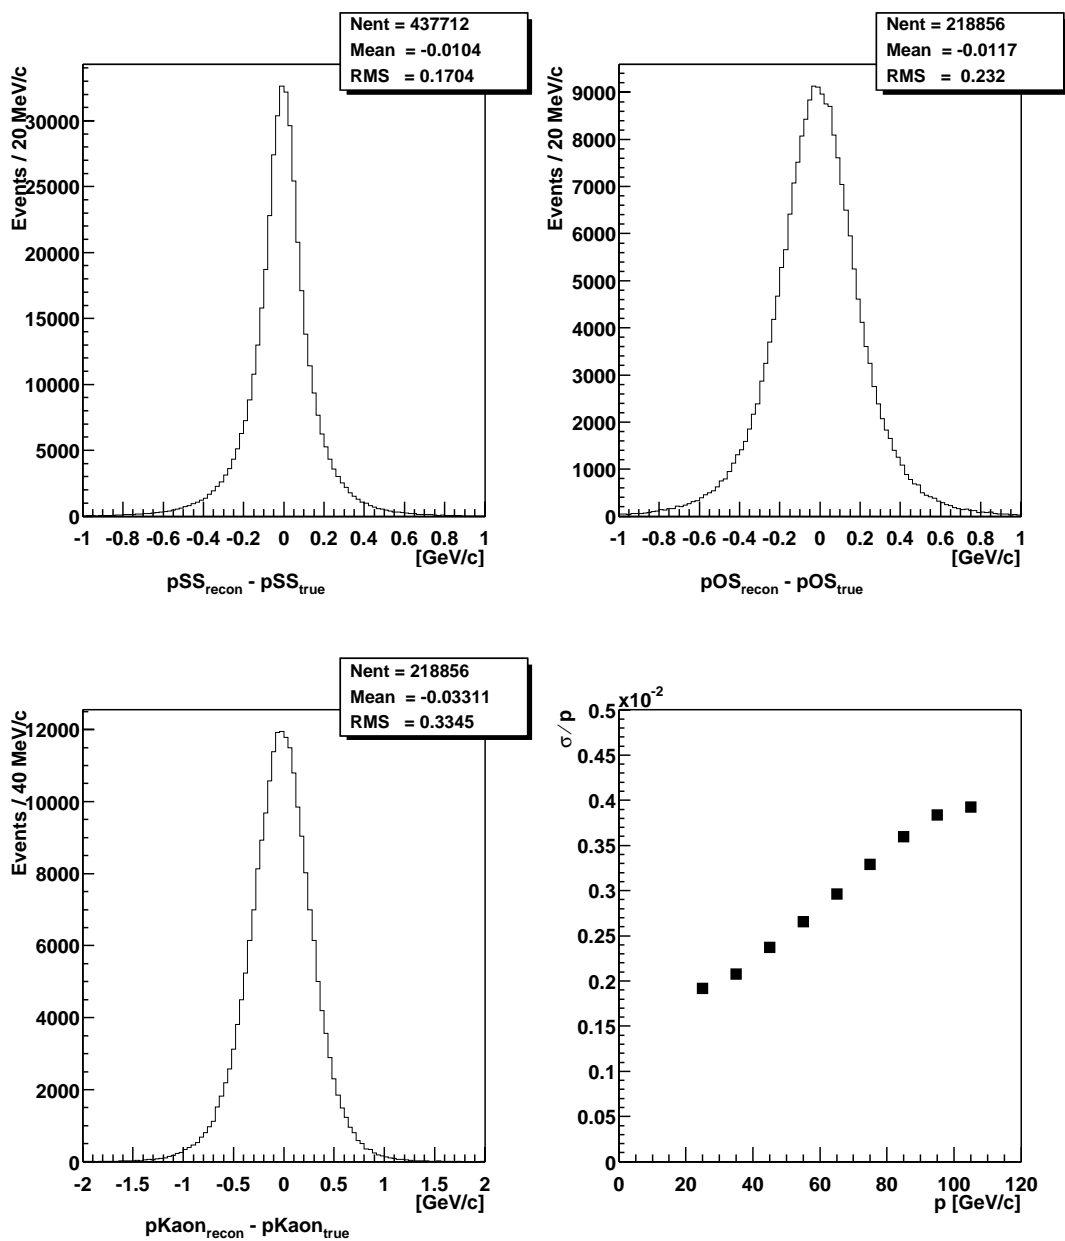 Nent = 437712
Mean = -0.0104
RMS = 0.1704
Events / 20 MeV/c
30000
25000
20000
15000
10000
5000
0
-1 -0.8 -0.6 -0.4 -0.2 0 0.2 0.4 0.6 0.8 1
[GeV/c]
pSSrecon - pSStrue
Nent = 218856
Mean = -0.0117
RMS = 0.232
Events / 20 MeV/c
9000
8000
7000
6000
5000
4000
3000
2000
1000
0
-1 -0.8 -0.6 -0.4 -0.2 0 0.2 0.4 0.6 0.8 1
[GeV/c]
pOSrecon - pOStrue
Nent = 218856
Mean = -0.03311
RMS = 0.3345
Events / 40 MeV/c
12000
10000
8000
6000
4000
2000
0
-2 -1.5 -1 -0.5 0 0.5 1 1.5 2
[GeV/c]
pKaonrecon - pKaontrue
x10-2
σ/p
0.5
0.45
0.4
0.35
0.3
0.25
0.2
0.15
0.1
0.05
0
0 20 40 60 80 100 120
p [GeV/c]